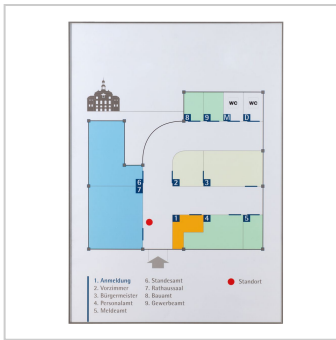 WC WC
8 9 M D
6 2 3
7
1 4 5
1. Anmeldung
2. Vorzimmer
3. Bürgermeister
4. Personalamt
5. Meldeamt
6. Standesamt
7. Rathaussaal
8. Bauamt
9. Gewerbeamt
Standort